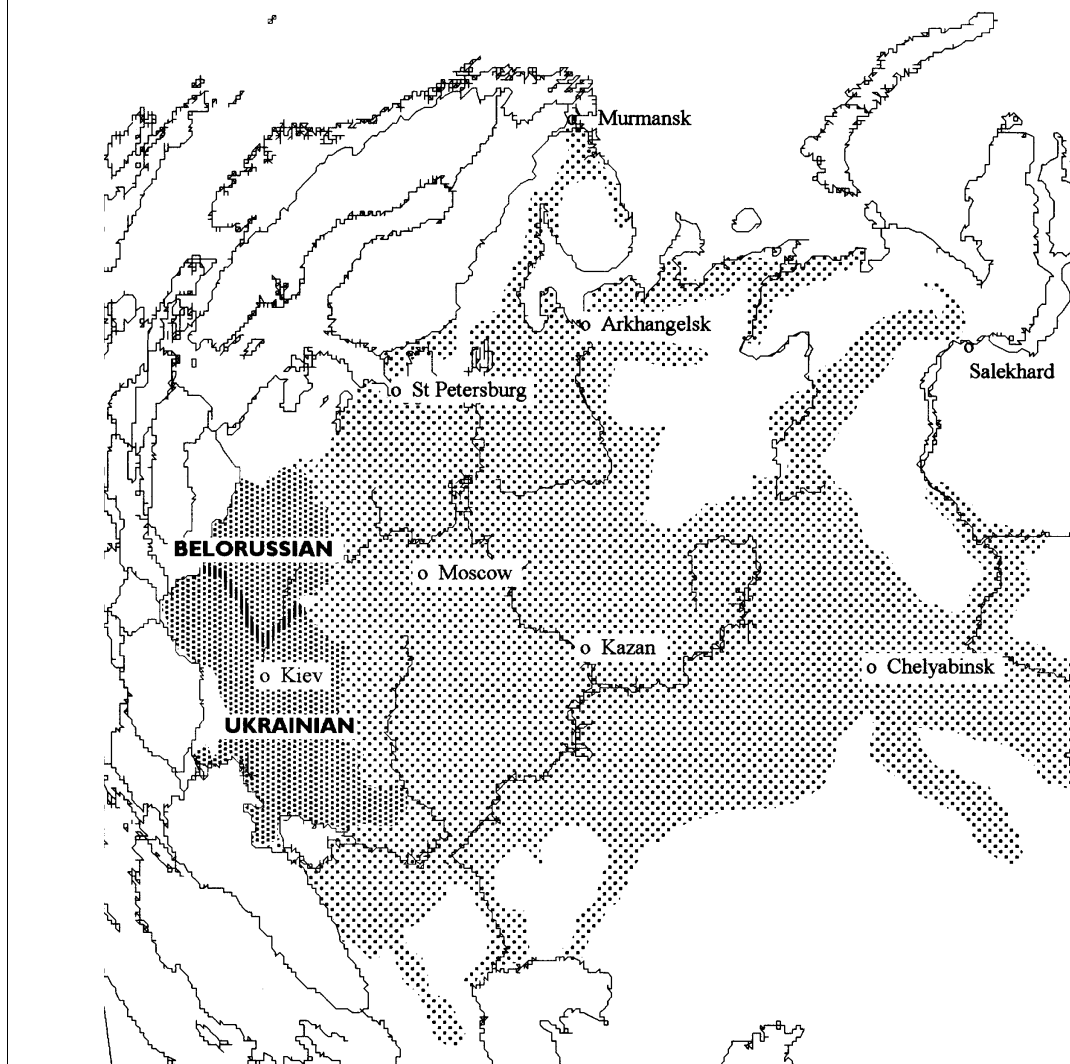 Murmansk
Arkhangelsk
Salekhard
St Petersburg
BELORUSSIAN
Moscow
Kazan
Chelyabinsk
Kiev
UKRAINIAN